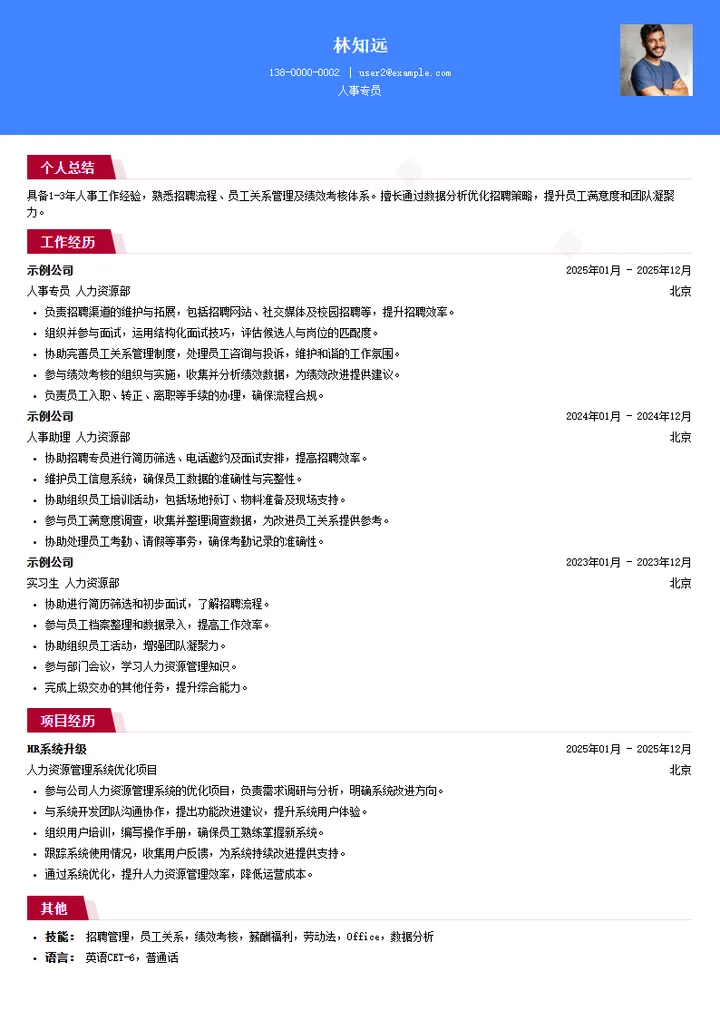 林知远
138-0000-0002 | user2@example.com
人事专员
个人总结
具备1-3年人事工作经验，熟悉招聘流程、员工关系管理及绩效考核体系。擅长通过数据分析优化招聘策略，提升员工满意度和团队凝聚
力。
工作经历
示例公司 2025年01月 - 2025年12月
人事专员 人力资源部 北京
• 负责招聘渠道的维护与拓展，包括招聘网站、社交媒体及校园招聘等，提升招聘效率。
• 组织并参与面试，运用结构化面试技巧，评估候选人与岗位的匹配度。
• 协助完善员工关系管理制度，处理员工咨询与投诉，维护和谐的工作氛围。
• 参与绩效考核的组织与实施，收集并分析绩效数据，为绩效改进提供建议。
• 负责员工入职、转正、离职等手续的办理，确保流程合规。
示例公司 2024年01月 - 2024年12月
人事助理 人力资源部 北京
• 协助招聘专员进行简历筛选、电话邀约及面试安排，提高招聘效率。
• 维护员工信息系统，确保员工数据的准确性与完整性。
• 协助组织员工培训活动，包括场地预订、物料准备及现场支持。
• 参与员工满意度调查，收集并整理调查数据，为改进员工关系提供参考。
• 协助处理员工考勤、请假等事务，确保考勤记录的准确性。
示例公司 2023年01月 - 2023年12月
实习生 人力资源部 北京
• 协助进行简历筛选和初步面试，了解招聘流程。
• 参与员工档案整理和数据录入，提高工作效率。
• 协助组织员工活动，增强团队凝聚力。
• 参与部门会议，学习人力资源管理知识。
• 完成上级交办的其他任务，提升综合能力。
项目经历
HR系统升级 2025年01月 - 2025年12月
人力资源管理系统优化项目 北京
• 参与公司人力资源管理系统的优化项目，负责需求调研与分析，明确系统改进方向。
• 与系统开发团队沟通协作，提出功能改进建议，提升系统用户体验。
• 组织用户培训，编写操作手册，确保员工熟练掌握新系统。
• 跟踪系统使用情况，收集用户反馈，为系统持续改进提供支持。
• 通过系统优化，提升人力资源管理效率，降低运营成本。
其他
• 技能： 招聘管理，员工关系，绩效考核，薪酬福利，劳动法，Office，数据分析
• 语言： 英语CET-6，普通话